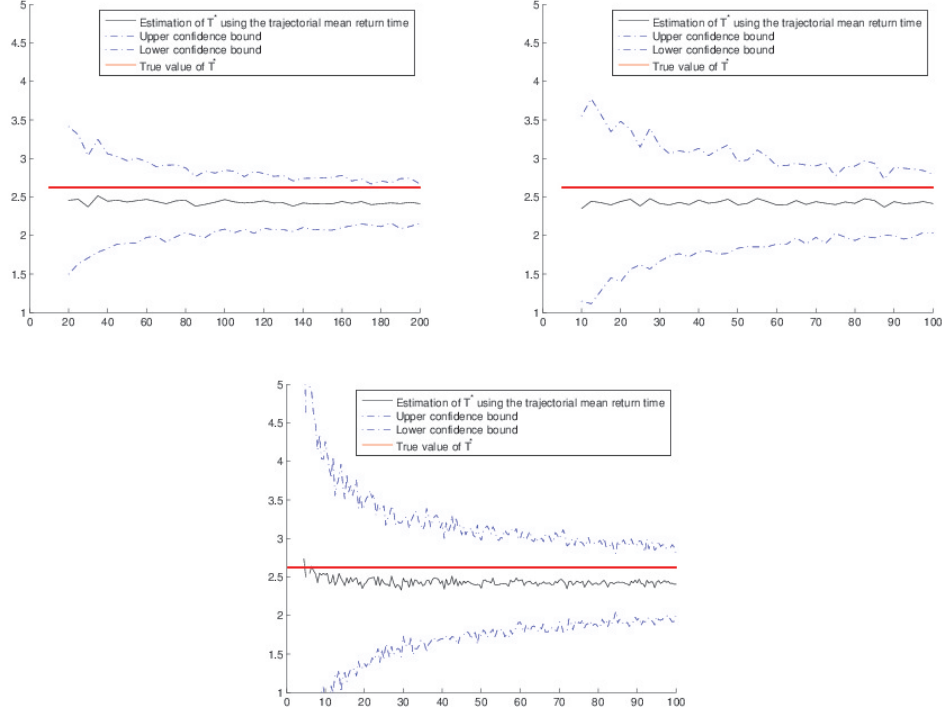 5
4.5
4
3.5
3
2.5
2
1.5
1
0 20 40 60 80 100 120 140 160 180 200
Estimation of T* using the trajectorial mean return time
Upper confidence bound
Lower confidence bound
True value of T*
5
4.5
4
3.5
3
2.5
2
1.5
1
0 10 20 30 40 50 60 70 80 90 100
Estimation of T* using the trajectorial mean return time
Upper confidence bound
Lower confidence bound
True value of T*
5
4.5
4
3.5
3
2.5
2
1.5
1
0 10 20 30 40 50 60 70 80 90 100
Estimation of T* using the trajectorial mean return time
Upper confidence bound
Lower confidence bound
True value of T*